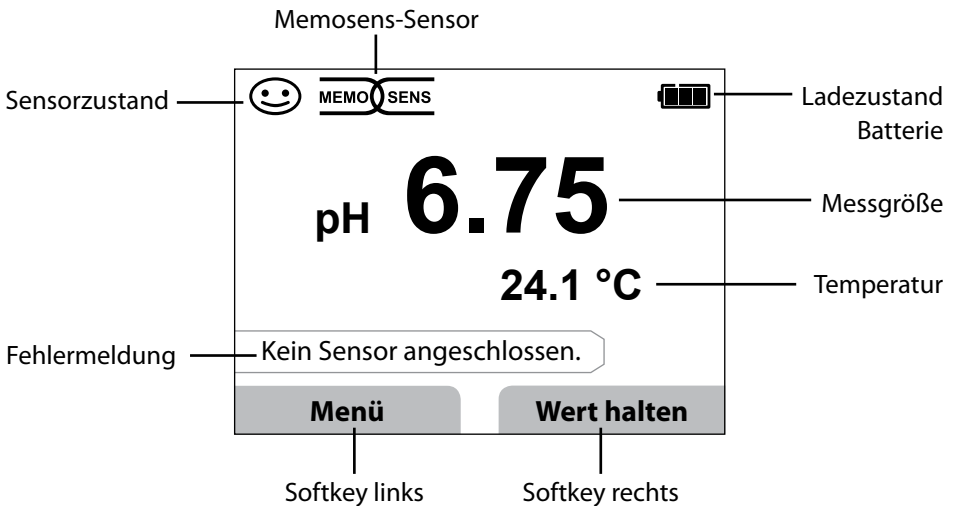 Memosens-Sensor
Sensorzustand
MEMO SENS
Ladezustand
Batterie
pH 6.75
Messgröße
24.1 °C
Temperatur
Fehlermeldung
Kein Sensor angeschlossen.
Menü
Wert halten
Softkey links
Softkey rechts